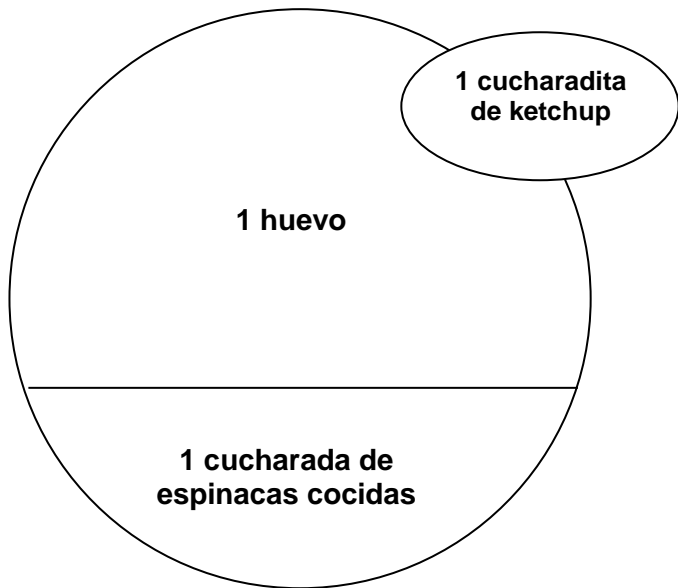 1 cucharadita
de ketchup
1 huevo
1 cucharada de
espinacas cocidas